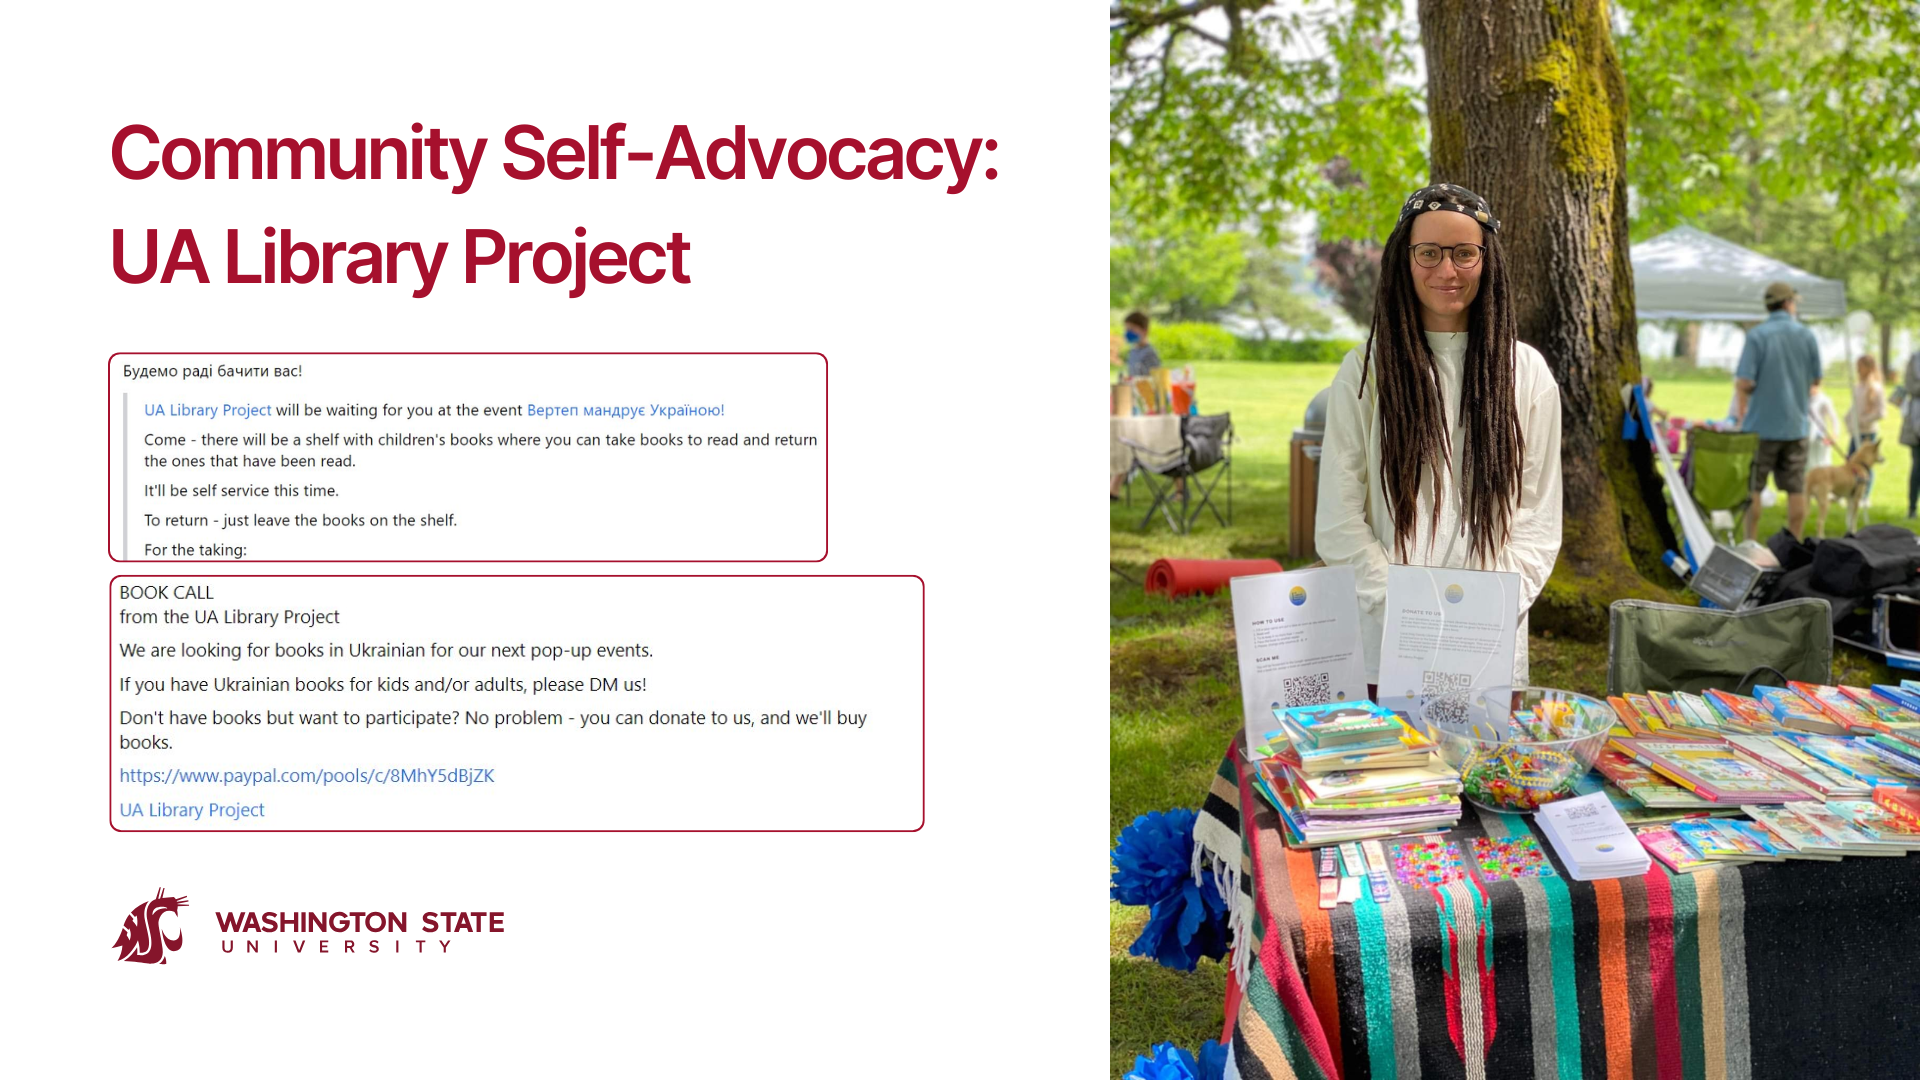 Community Self-Advocacy:
UA Library Project
Будемо раді бачити вас!
UA Library Project will be waiting for you at the event Вертеп мандрує Україною!
Come - there will be a shelf with children's books where you can take books to read and return
the ones that have been read.
It'll be self service this time.
To return - just leave the books on the shelf.
For the taking:
BOOK CALL
from the UA Library Project
We are looking for books in Ukrainian for our next pop-up events.
If you have Ukrainian books for kids and/or adults, please DM us!
Don't have books but want to participate? No problem - you can donate to us, and we'll buy
books.
https://www.paypal.com/pools/c/8MhY5dBjZK
UA Library Project
WASHINGTON STATE
UNIVERSITY
HOW TO USE
SCAN ME
DONATE TO US